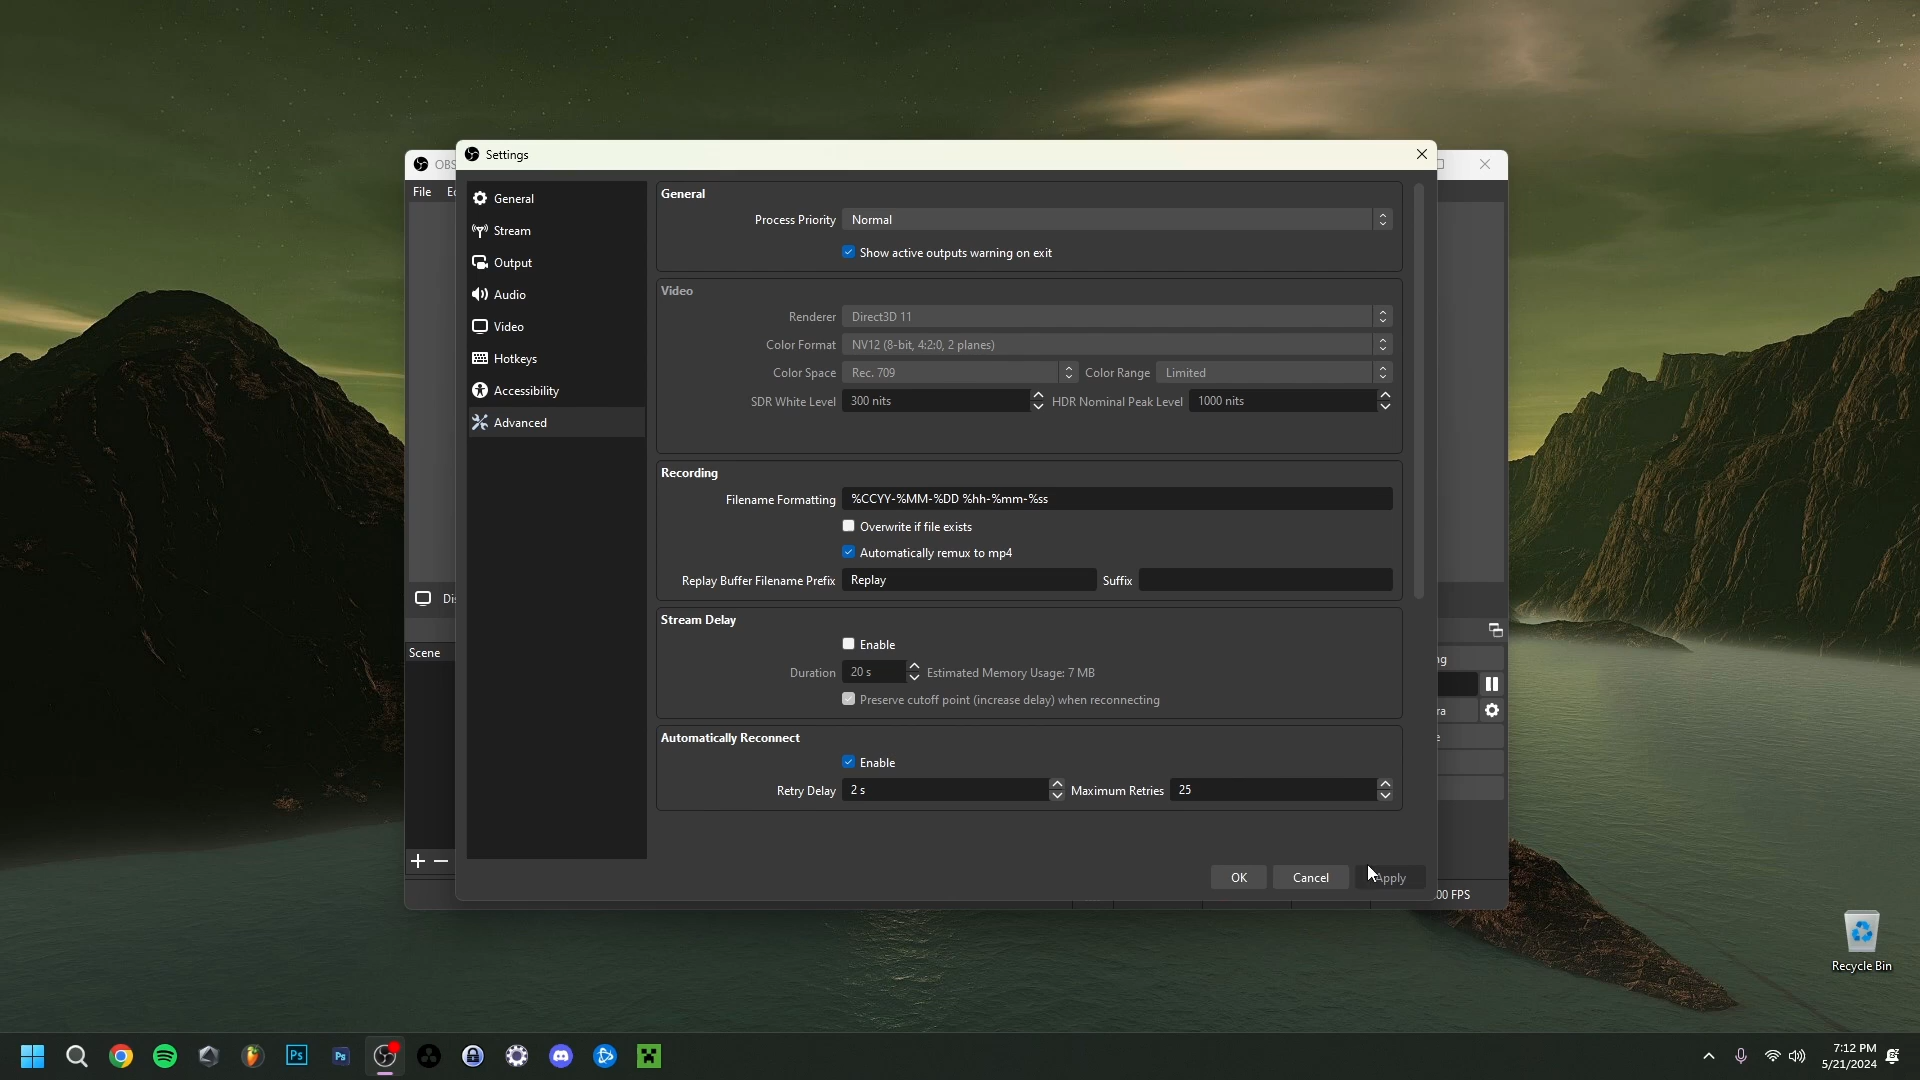 Settings
OBS
File
General
Stream
Output
Audio
Video
Hotkeys
Accessibility
Advanced
General
Process Priority Normal
Show active outputs warning on exit
Video
Renderer Direct3D 11
Color Format NV12 (8-bit, 4:2:0, 2 planes)
Color Space Rec. 709 Color Range Limited
SDR White Level 300 nits HDR Nominal Peak Level 1000 nits
Recording
Filename Formatting %CCYY-%MM-%DD %hh-%mm-%ss
Overwrite if file exists
Automatically remux to mp4
Replay Buffer Filename Prefix Replay Suffix
Stream Delay
Enable
Duration 20 s Estimated Memory Usage: 7 MB
Preserve cutoff point (increase delay) when reconnecting
Automatically Reconnect
Enable
Retry Delay 2 s Maximum Retries 25
OK Cancel Apply
Scene
00 FPS
Recycle Bin
Ps
Ps
7:12 PM
5/21/2024